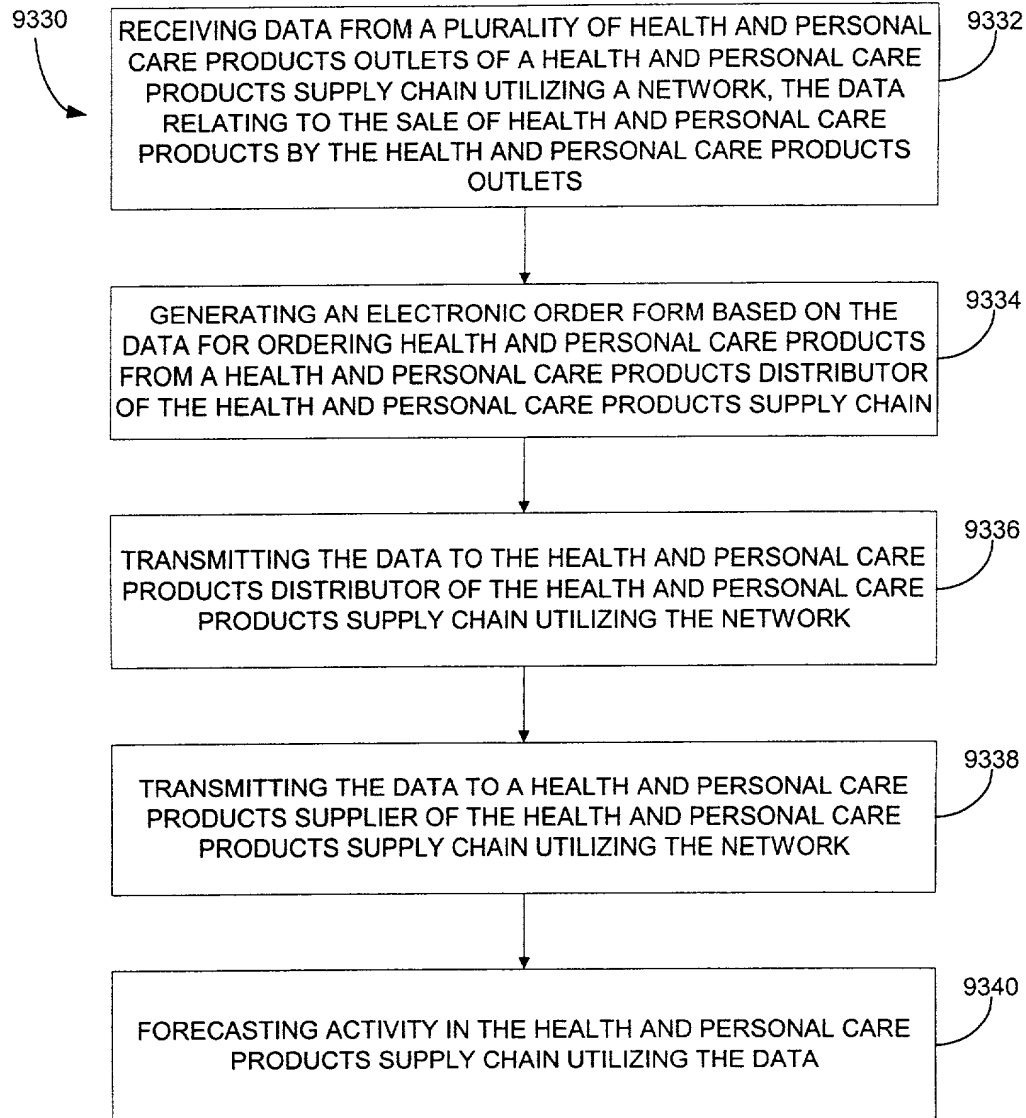 9330
RECEIVING DATA FROM A PLURALITY OF HEALTH AND PERSONAL
CARE PRODUCTS OUTLETS OF A HEALTH AND PERSONAL CARE
PRODUCTS SUPPLY CHAIN UTILIZING A NETWORK, THE DATA
RELATING TO THE SALE OF HEALTH AND PERSONAL CARE
PRODUCTS BY THE HEALTH AND PERSONAL CARE PRODUCTS
OUTLETS
9332
GENERATING AN ELECTRONIC ORDER FORM BASED ON THE
DATA FOR ORDERING HEALTH AND PERSONAL CARE PRODUCTS
FROM A HEALTH AND PERSONAL CARE PRODUCTS DISTRIBUTOR
OF THE HEALTH AND PERSONAL CARE PRODUCTS SUPPLY CHAIN
9334
TRANSMITTING THE DATA TO THE HEALTH AND PERSONAL CARE
PRODUCTS DISTRIBUTOR OF THE HEALTH AND PERSONAL CARE
PRODUCTS SUPPLY CHAIN UTILIZING THE NETWORK
9336
TRANSMITTING THE DATA TO A HEALTH AND PERSONAL CARE
PRODUCTS SUPPLIER OF THE HEALTH AND PERSONAL CARE
PRODUCTS SUPPLY CHAIN UTILIZING THE NETWORK
9338
FORECASTING ACTIVITY IN THE HEALTH AND PERSONAL CARE
PRODUCTS SUPPLY CHAIN UTILIZING THE DATA
9340